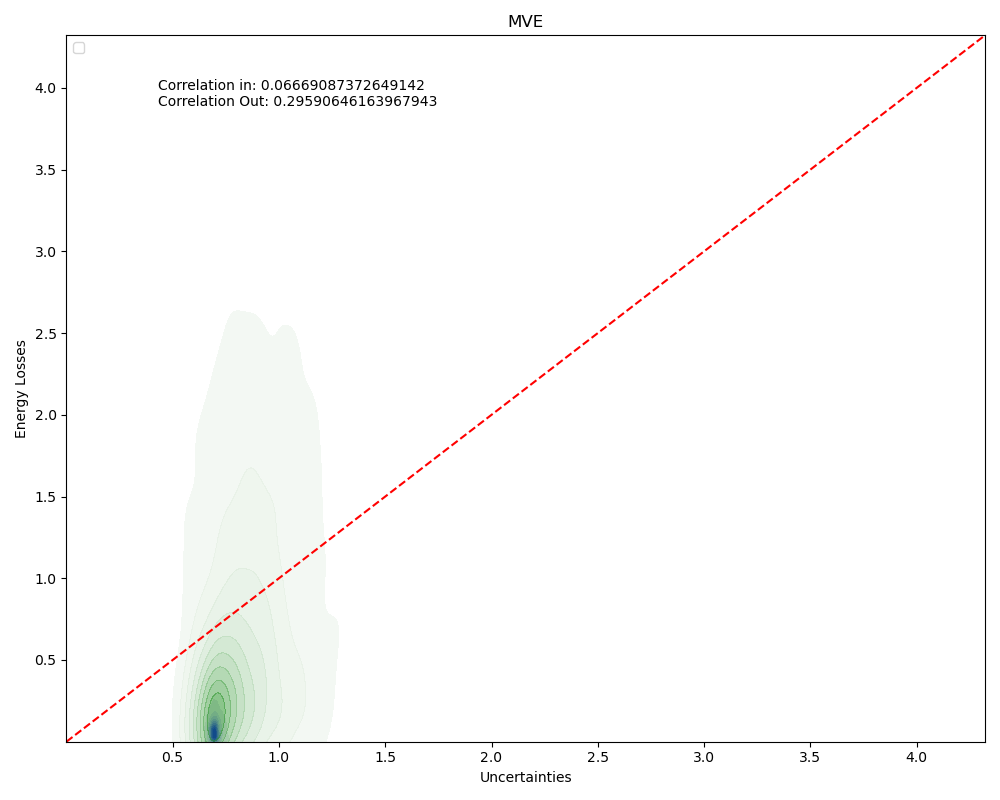 MVE
Correlation in: 0.06669087372649142
Correlation Out: 0.29590646163967943
4.0
3.5
3.0
2.5
2.0
1.5
1.0
0.5
Energy Losses
0.5 1.0 1.5 2.0 2.5 3.0 3.5 4.0
Uncertainties